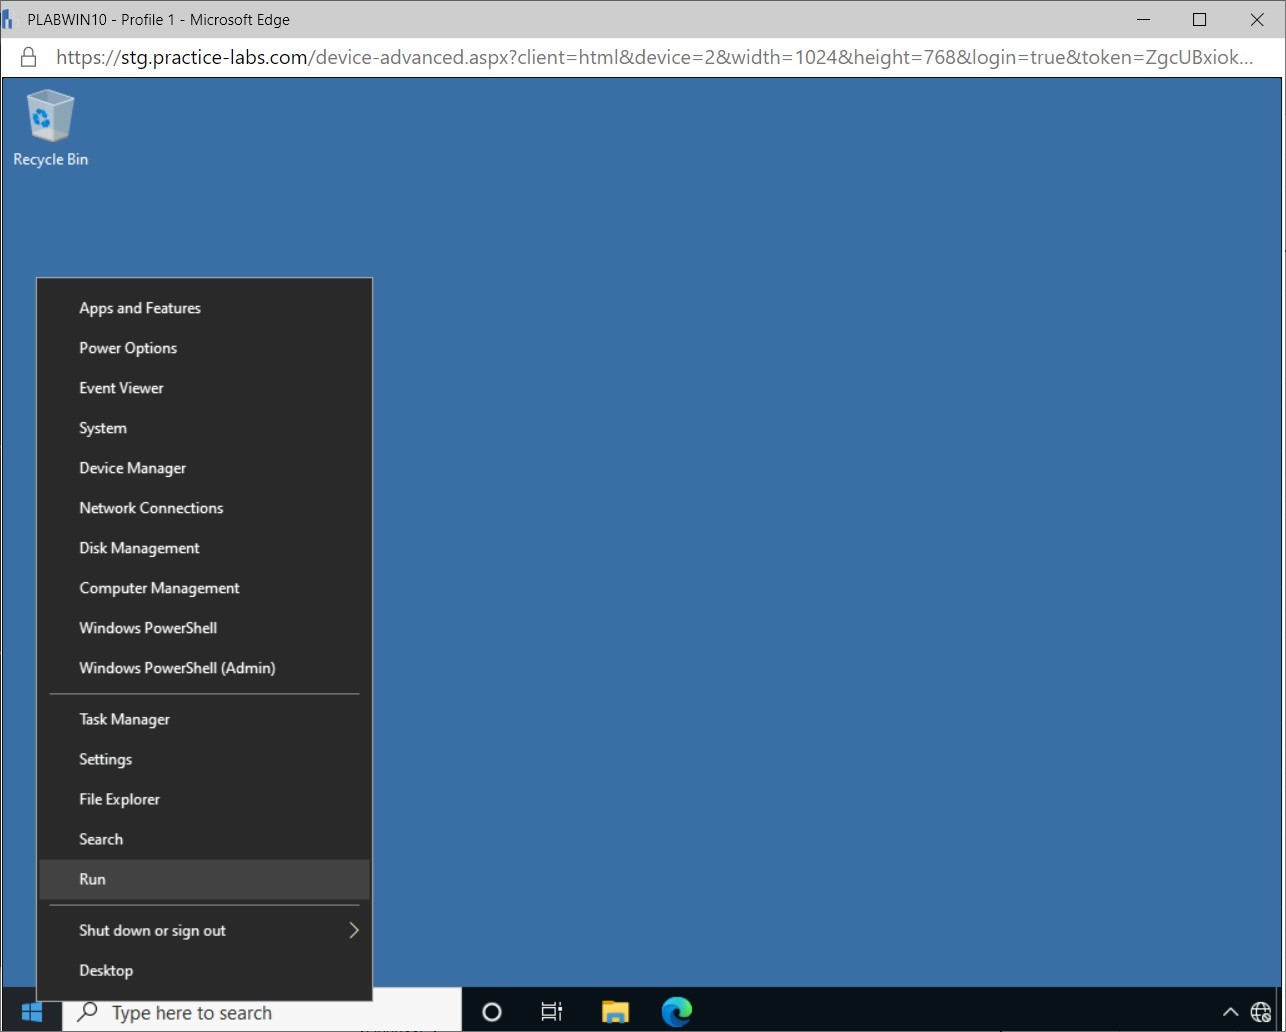 PLABWIN10 - Profile 1 - Microsoft Edge
https://stg.practice-labs.com/device-advanced.aspx?client=html&device=2&width=1024&height=768&login=true&token=ZgcUBxiok...
Recycle Bin
Apps and Features
Power Options
Event Viewer
System
Device Manager
Network Connections
Disk Management
Computer Management
Windows PowerShell
Windows PowerShell (Admin)
Task Manager
Settings
File Explorer
Search
Run
Shut down or sign out
Desktop
Type here to search